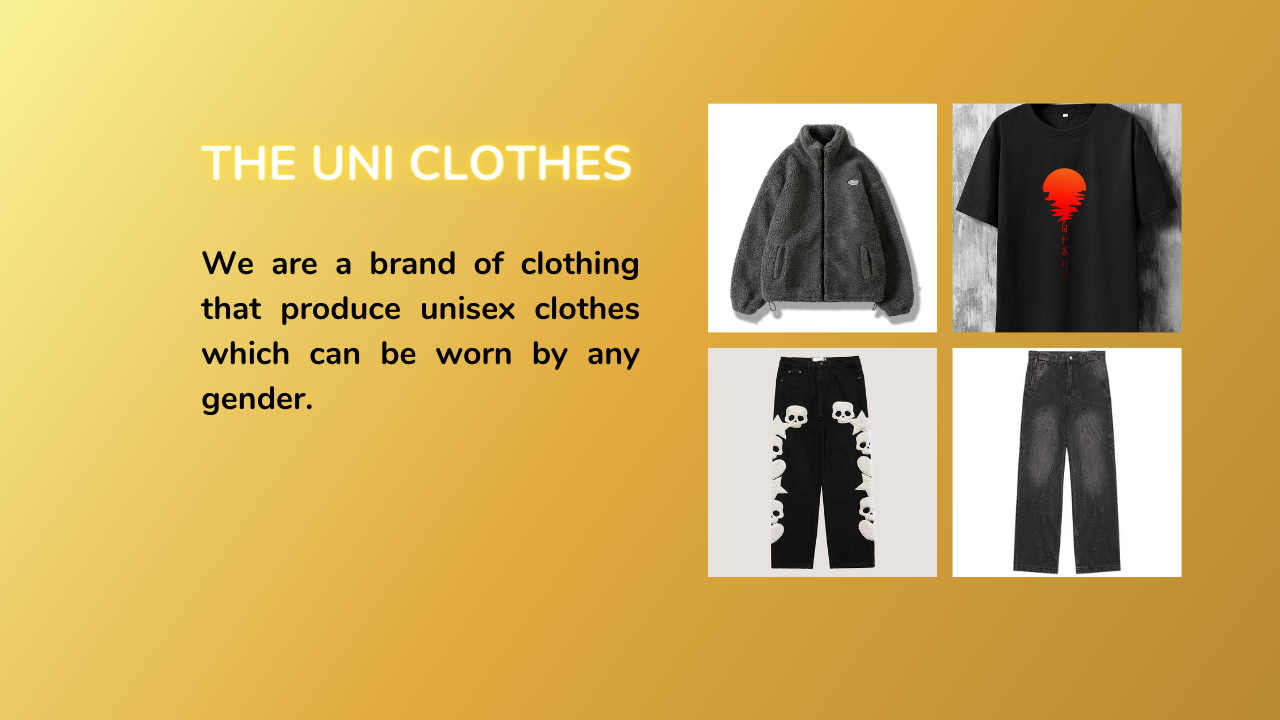 THE UNI CLOTHES
We are a brand of clothing
that produce unisex clothes
which can be worn by any
gender.